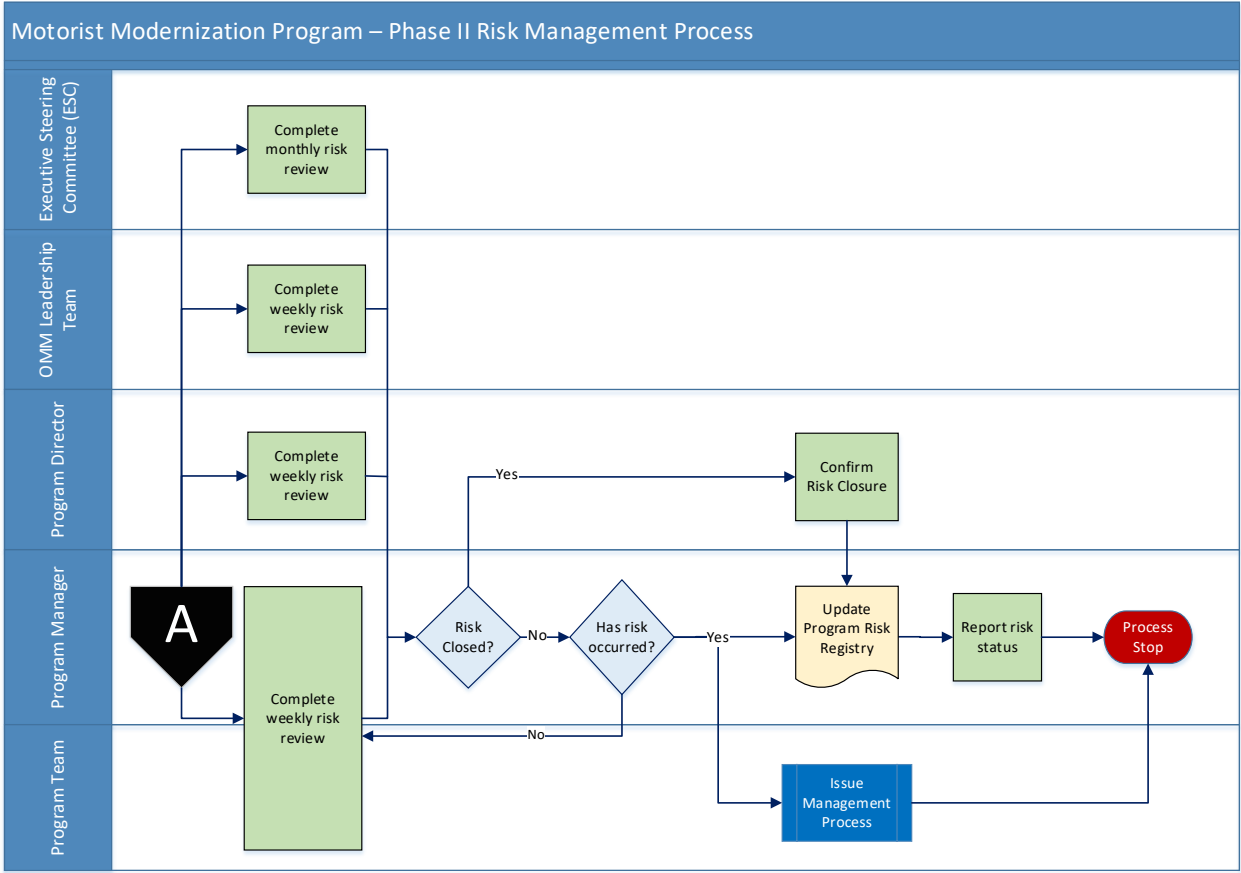 Motorist Modernization Program – Phase II Risk Management Process
Executive Steering
Committee (ESC)
Complete
monthly risk
review
OMM Leadership
Team
Complete
weekly risk
review
Program Director
Complete
weekly risk
review
Yes
Confirm
Risk Closure
Program Manager
A
Complete
weekly risk
review
Risk
Closed?
No
Has risk
occurred?
Yes
No
Update
Program Risk
Registry
Report risk
status
Process
Stop
Program Team
Issue
Management
Process